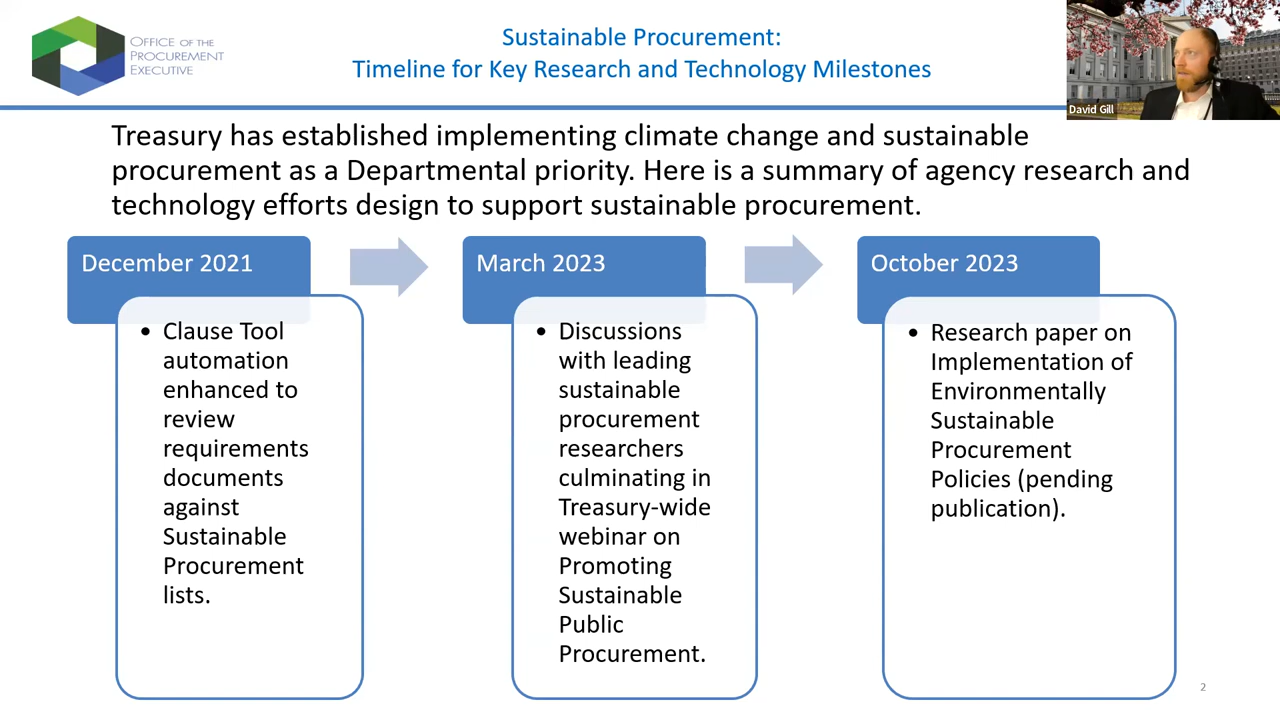 OFFICE OF THE
PROCUREMENT
EXECUTIVE
Sustainable Procurement:
Timeline for Key Research and Technology Milestones
David Gill
Treasury has established implementing climate change and sustainable
procurement as a Departmental priority. Here is a summary of agency research and
technology efforts design to support sustainable procurement.
December 2021
• Clause Tool
automation
enhanced to
review
requirements
documents
against
Sustainable
Procurement
lists.
March 2023
• Discussions
with leading
sustainable
procurement
researchers
culminating in
Treasury-wide
webinar on
Promoting
Sustainable
Public
Procurement.
October 2023
• Research paper on
Implementation of
Environmentally
Sustainable
Procurement
Policies (pending
publication).
2